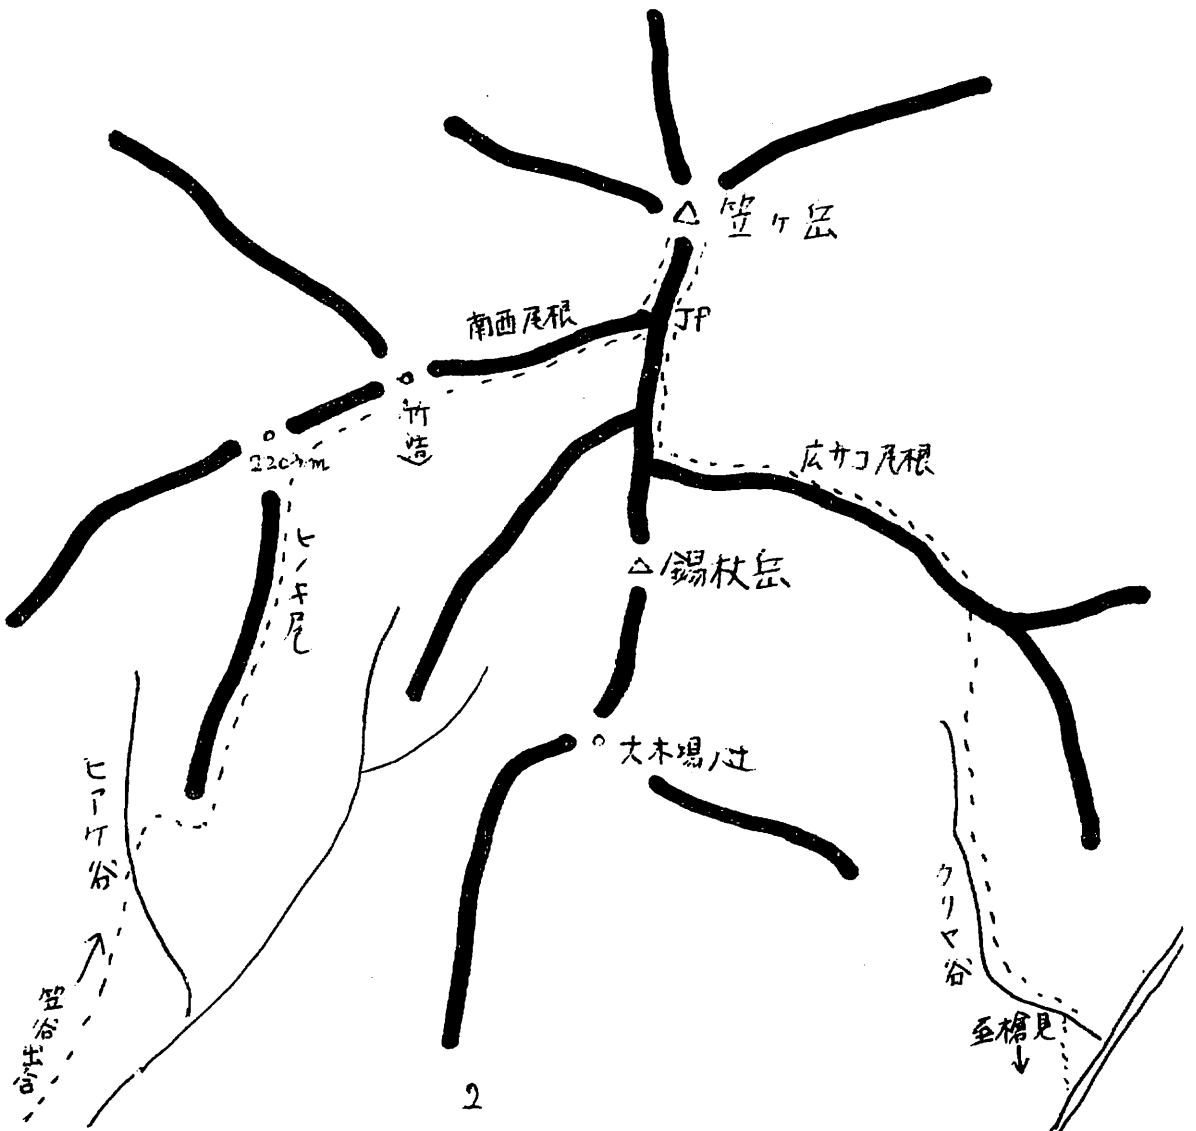 笠ヶ岳
南西尾根
JP
竹造
広サコ尾根
錫杖岳
ヒノキ尾
大木場ノ辻
ヒアケ谷
クリヤ谷
笠谷出合
至槍見
2